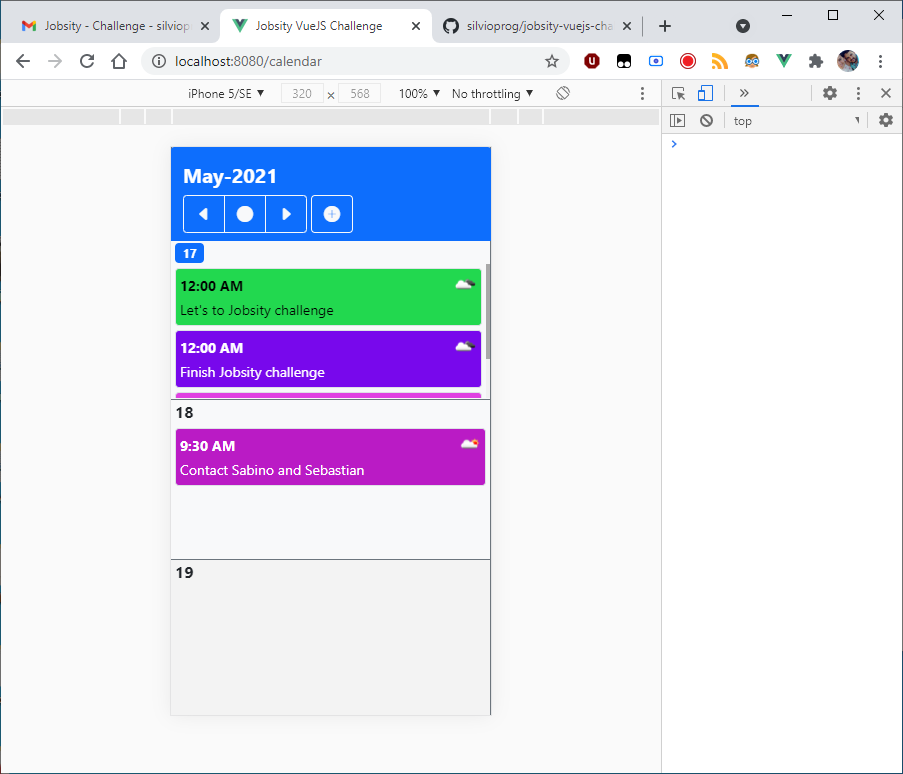 Jobsity - Challenge - silviop
Jobsity VueJS Challenge
silvioprog/jobsity-vuejs-cha
localhost:8080/calendar
iPhone 5/SE
320
568
100%
No throttling
top
May-2021
17
12:00 AM
Let's to Jobsity challenge
12:00 AM
Finish Jobsity challenge
18
9:30 AM
Contact Sabino and Sebastian
19